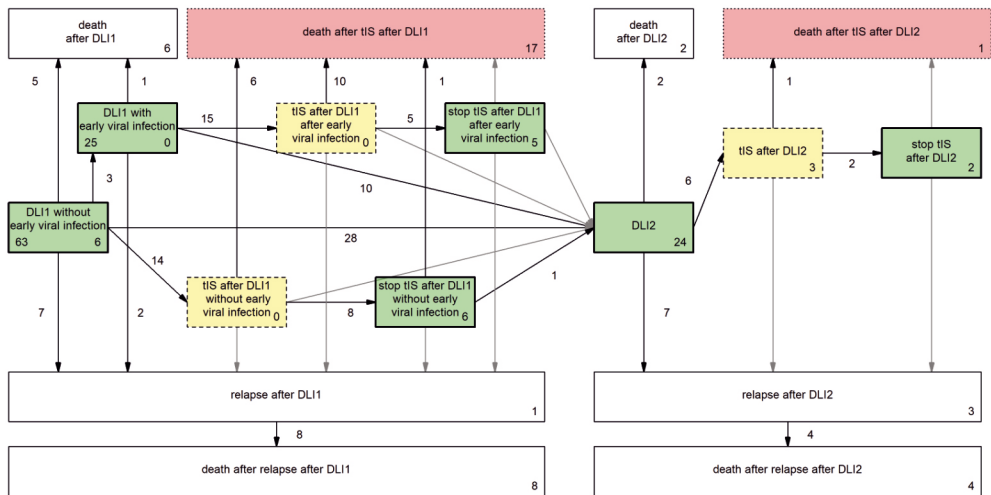 death
after DLI1
6
death after tIS after DLI1
17
death
after DLI2
2
death after tIS after DLI2
1
5
1
6
10
1
2
1
DLI1 with
early viral infection
25 0
15
tIS after DLI1
after early
viral infection
0
5
stop tIS after DLI1
after early
viral infection
5
tIS after DLI2
3
2
stop tIS
after DLI2
2
3
10
6
DLI1 without
early viral infection
63 6
28
DLI2
24
14
1
tIS after DLI1
without early
viral infection
0
8
stop tIS after DLI1
without early
viral infection
6
7
2
7
relapse after DLI1
1
relapse after DLI2
3
8
4
death after relapse after DLI1
8
death after relapse after DLI2
4